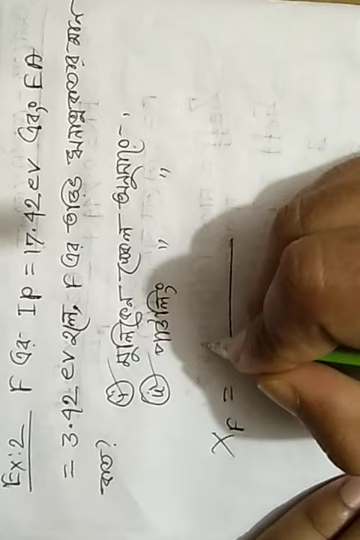 Ex:2 F এর Ip = 17.42 ev এবং EA
= 3.42 ev হলে, F এর তড়িৎ ঋনাত্মকতার মান
কত?
(i) মুলিকেন স্কেল অনুসারে-,
(ii) পাউলিং " "
XF =